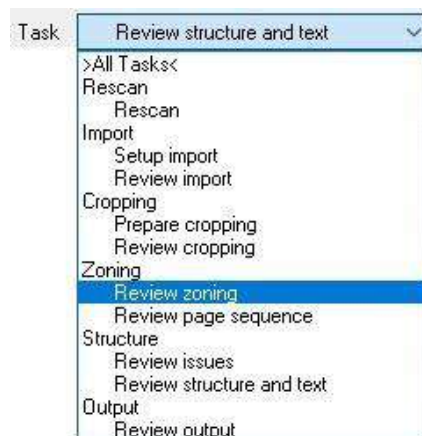 Task Review structure and text
>All Tasks<
Rescan
Rescan
Import
Setup import
Review import
Cropping
Prepare cropping
Review cropping
Zoning
Review zoning
Review page sequence
Structure
Review issues
Review structure and text
Output
Review output